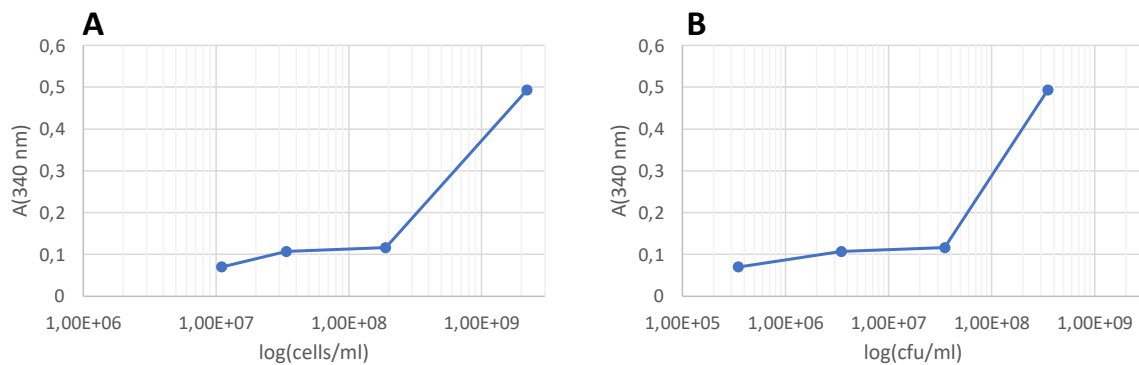 A
0,6
0,5
0,4
0,3
0,2
0,1
0
A(340 nm)
1,00E+06 1,00E+07 1,00E+08 1,00E+09
log(cells/ml)
B
0,6
0,5
0,4
0,3
0,2
0,1
0
A(340 nm)
1,00E+05 1,00E+06 1,00E+07 1,00E+08 1,00E+09
log(cfu/ml)